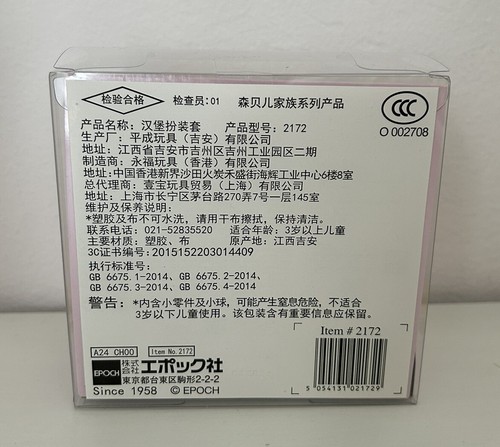 检验合格 检查员:01 森贝儿家族系列产品
CCC
O 002708
产品名称: 汉堡扮装套 产品型号: 2172
生产厂: 平成玩具（吉安）有限公司
地址: 江西省吉安市吉州区吉州工业园区二期
制造商: 永福玩具（香港）有限公司
地址:中国香港新界沙田火炭禾盛街海辉工业中心6楼8室
总代理商: 壹宝玩具贸易（上海）有限公司
地址: 上海市长宁区茅台路270弄7号一层145室
维护及保养说明:
*塑胶及布不可水洗，请用干布擦拭，保持清洁。
联系电话: 021-52835520 适合年龄: 3岁以上儿童
主要材质: 塑胶、布 原产地: 江西吉安
3C证书编号:2015152203014409
执行标准号:
GB 6675.1-2014、GB 6675.2-2014、
GB 6675.3-2014、GB 6675.4-2014
警告: *内含小零件及小球，可能产生窒息危险，不适合
3岁以下儿童使用。该包装含有重要信息应保留。
Item # 2172
A24 CH00 Item No.2172
EPOCH 株式会社エポック社
東京都台東区駒形2-2-2
Since 1958 © EPOCH
5 054131 021729